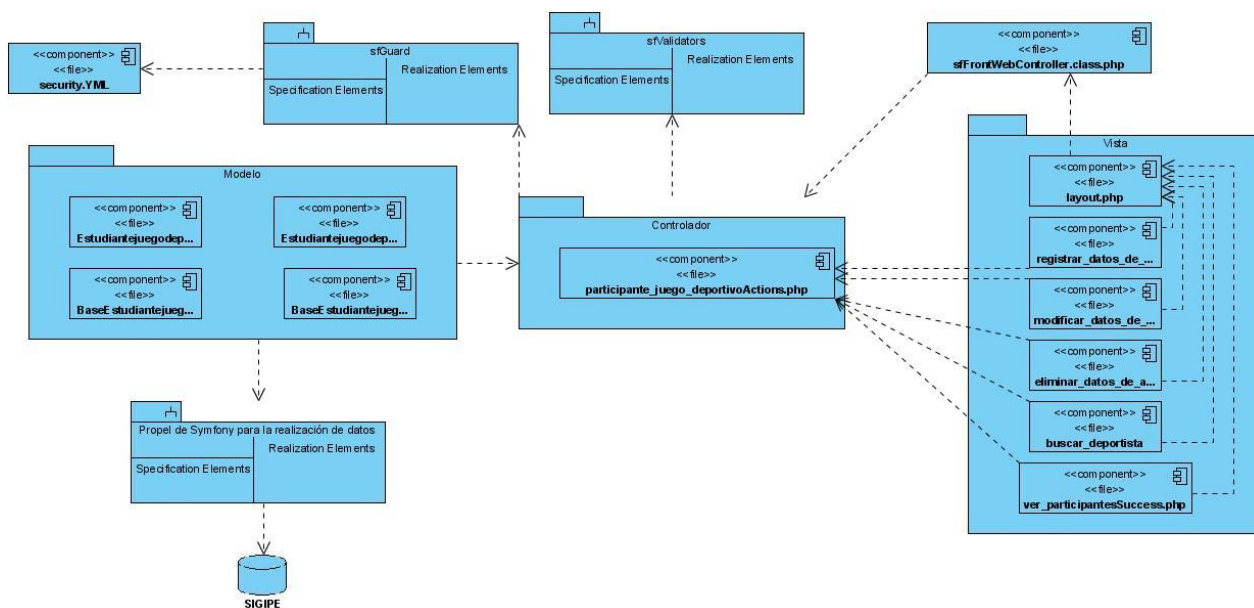 <<component>>
<<file>>
security.YML
sfGuard
Realization Elements
Specification Elements
sfValidators
Realization Elements
Specification Elements
<<component>>
<<file>>
sfFrontWebController.class.php
Modelo
<<component>>
<<file>>
Estudiantejuegodep...
<<component>>
<<file>>
Estudiantejuegodep...
<<component>>
<<file>>
BaseEstudiantejueg...
<<component>>
<<file>>
BaseEstudiantejueg...
Controlador
<<component>>
<<file>>
participante_juego_deportivoActions.php
Vista
<<component>>
<<file>>
layout.php
<<component>>
<<file>>
registrar_datos_de_...
<<component>>
<<file>>
modificar_datos_de_...
<<component>>
<<file>>
eliminar_datos_de_a...
<<component>>
<<file>>
buscar_deportista
<<component>>
<<file>>
ver_participantesSuccess.php
Propel de Symfony para la realización de datos
Realization Elements
Specification Elements
SIGIPE